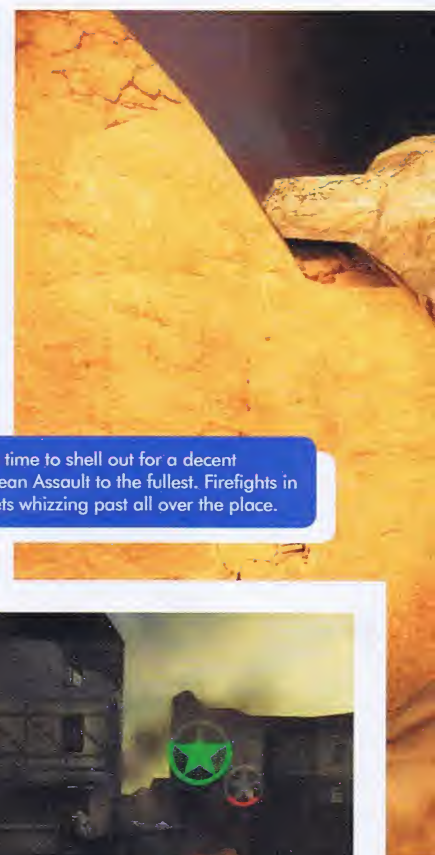 time to shell out for a decent
ean Assault to the fullest. Firefights in
ets whizzing past all over the place.